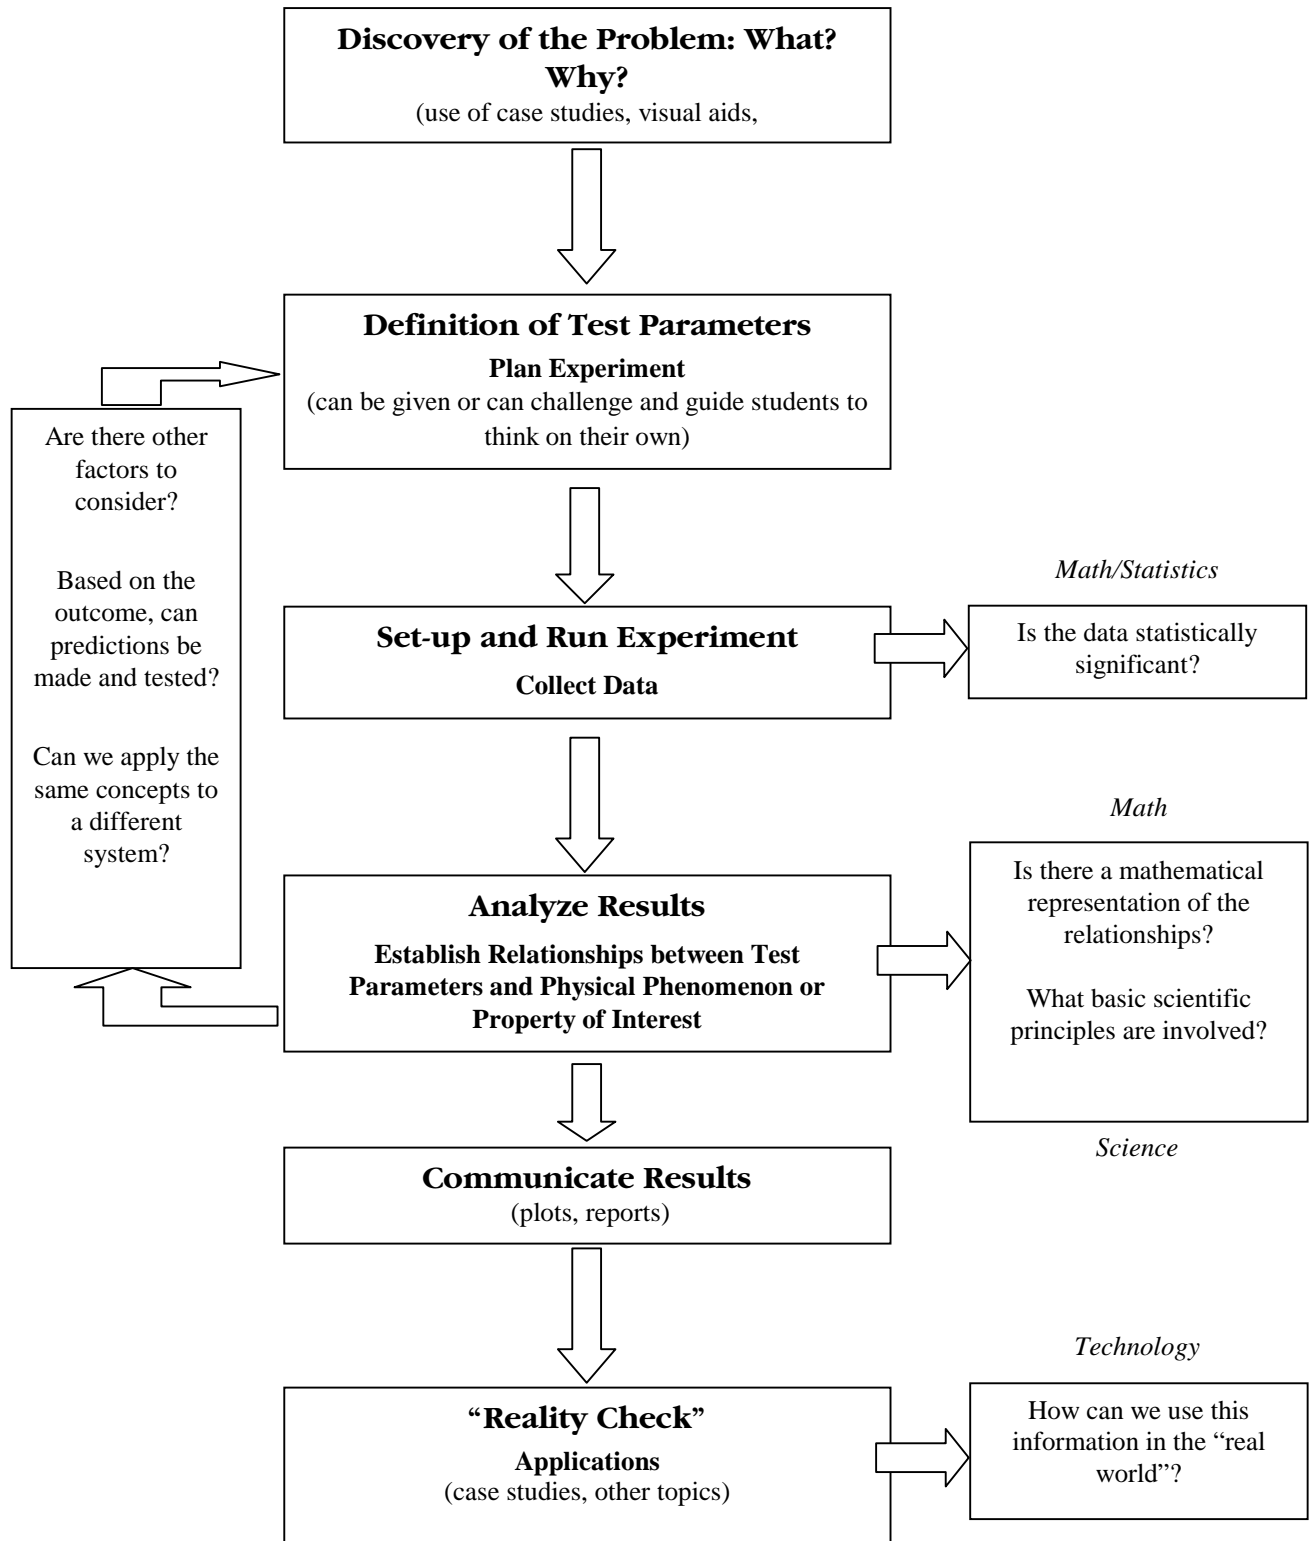 Discovery of the Problem: What?
Why?
(use of case studies, visual aids,
Definition of Test Parameters
Plan Experiment
(can be given or can challenge and guide students to
think on their own)
Are there other
factors to
consider?
Based on the
outcome, can
predictions be
made and tested?
Can we apply the
same concepts to
a different
system?
Set-up and Run Experiment
Collect Data
Math/Statistics
Is the data statistically
significant?
Analyze Results
Establish Relationships between Test
Parameters and Physical Phenomenon or
Property of Interest
Math
Is there a mathematical
representation of the
relationships?
What basic scientific
principles are involved?
Science
Communicate Results
(plots, reports)
“Reality Check”
Applications
(case studies, other topics)
Technology
How can we use this
information in the “real
world”?